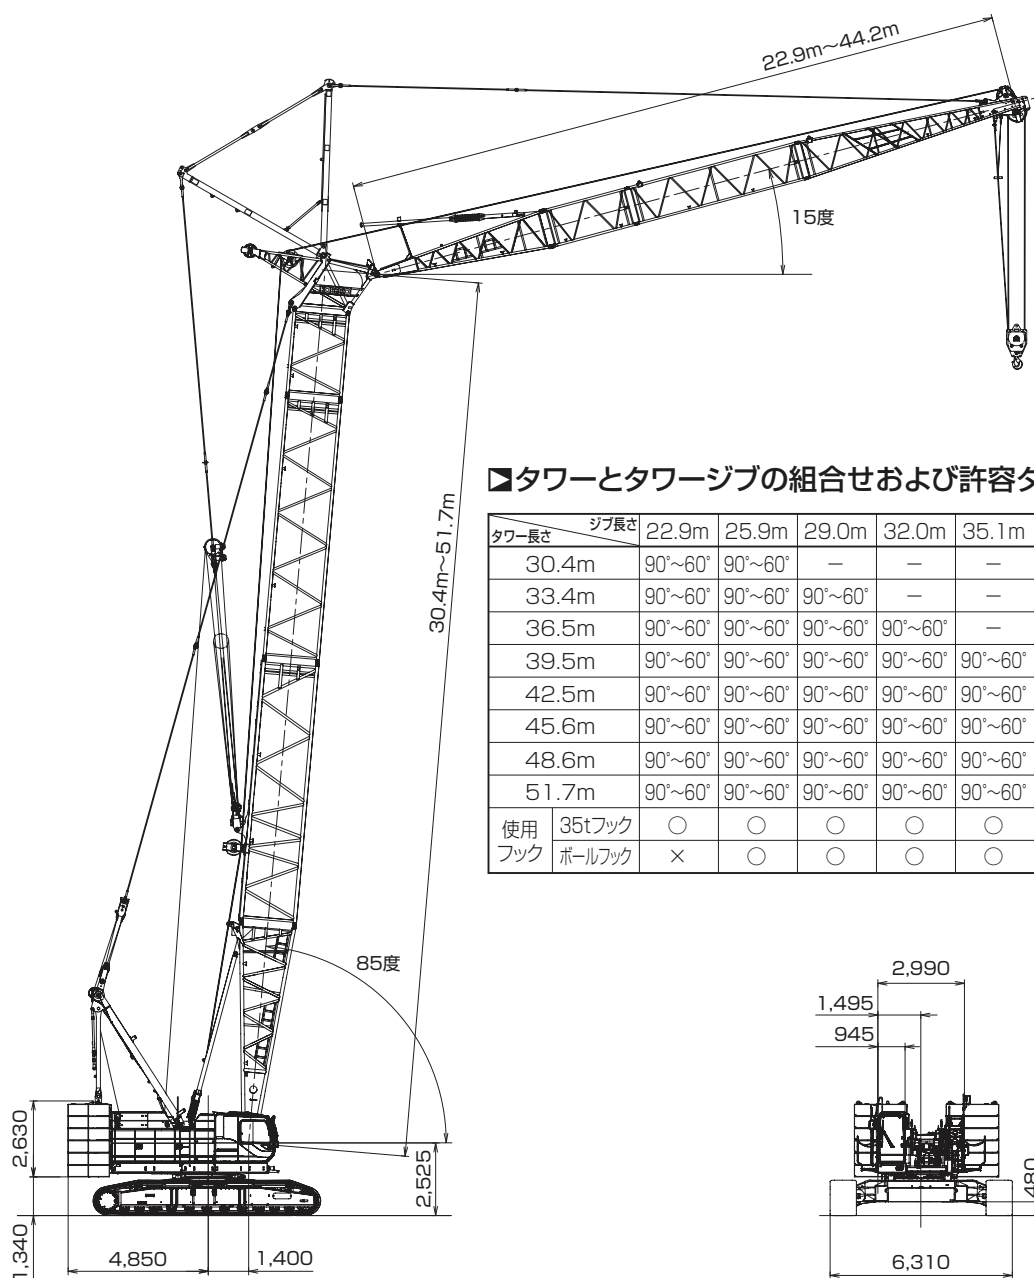 22.9m～44.2m
15度
30.4m～51.7m
▶タワーとタワージブの組合せおよび許容タ
タワー長さ ジブ長さ 22.9m 25.9m 29.0m 32.0m 35.1m
30.4m 90°～60° 90°～60° － － －
33.4m 90°～60° 90°～60° 90°～60° － －
36.5m 90°～60° 90°～60° 90°～60° 90°～60° －
39.5m 90°～60° 90°～60° 90°～60° 90°～60° 90°～60°
42.5m 90°～60° 90°～60° 90°～60° 90°～60° 90°～60°
45.6m 90°～60° 90°～60° 90°～60° 90°～60° 90°～60°
48.6m 90°～60° 90°～60° 90°～60° 90°～60° 90°～60°
51.7m 90°～60° 90°～60° 90°～60° 90°～60° 90°～60°
使用フック 35tフック ○ ○ ○ ○ ○
ボールフック × ○ ○ ○ ○
85度
2,630
2,525
1,340
4,850
1,400
2,990
1,495
945
480
6,310